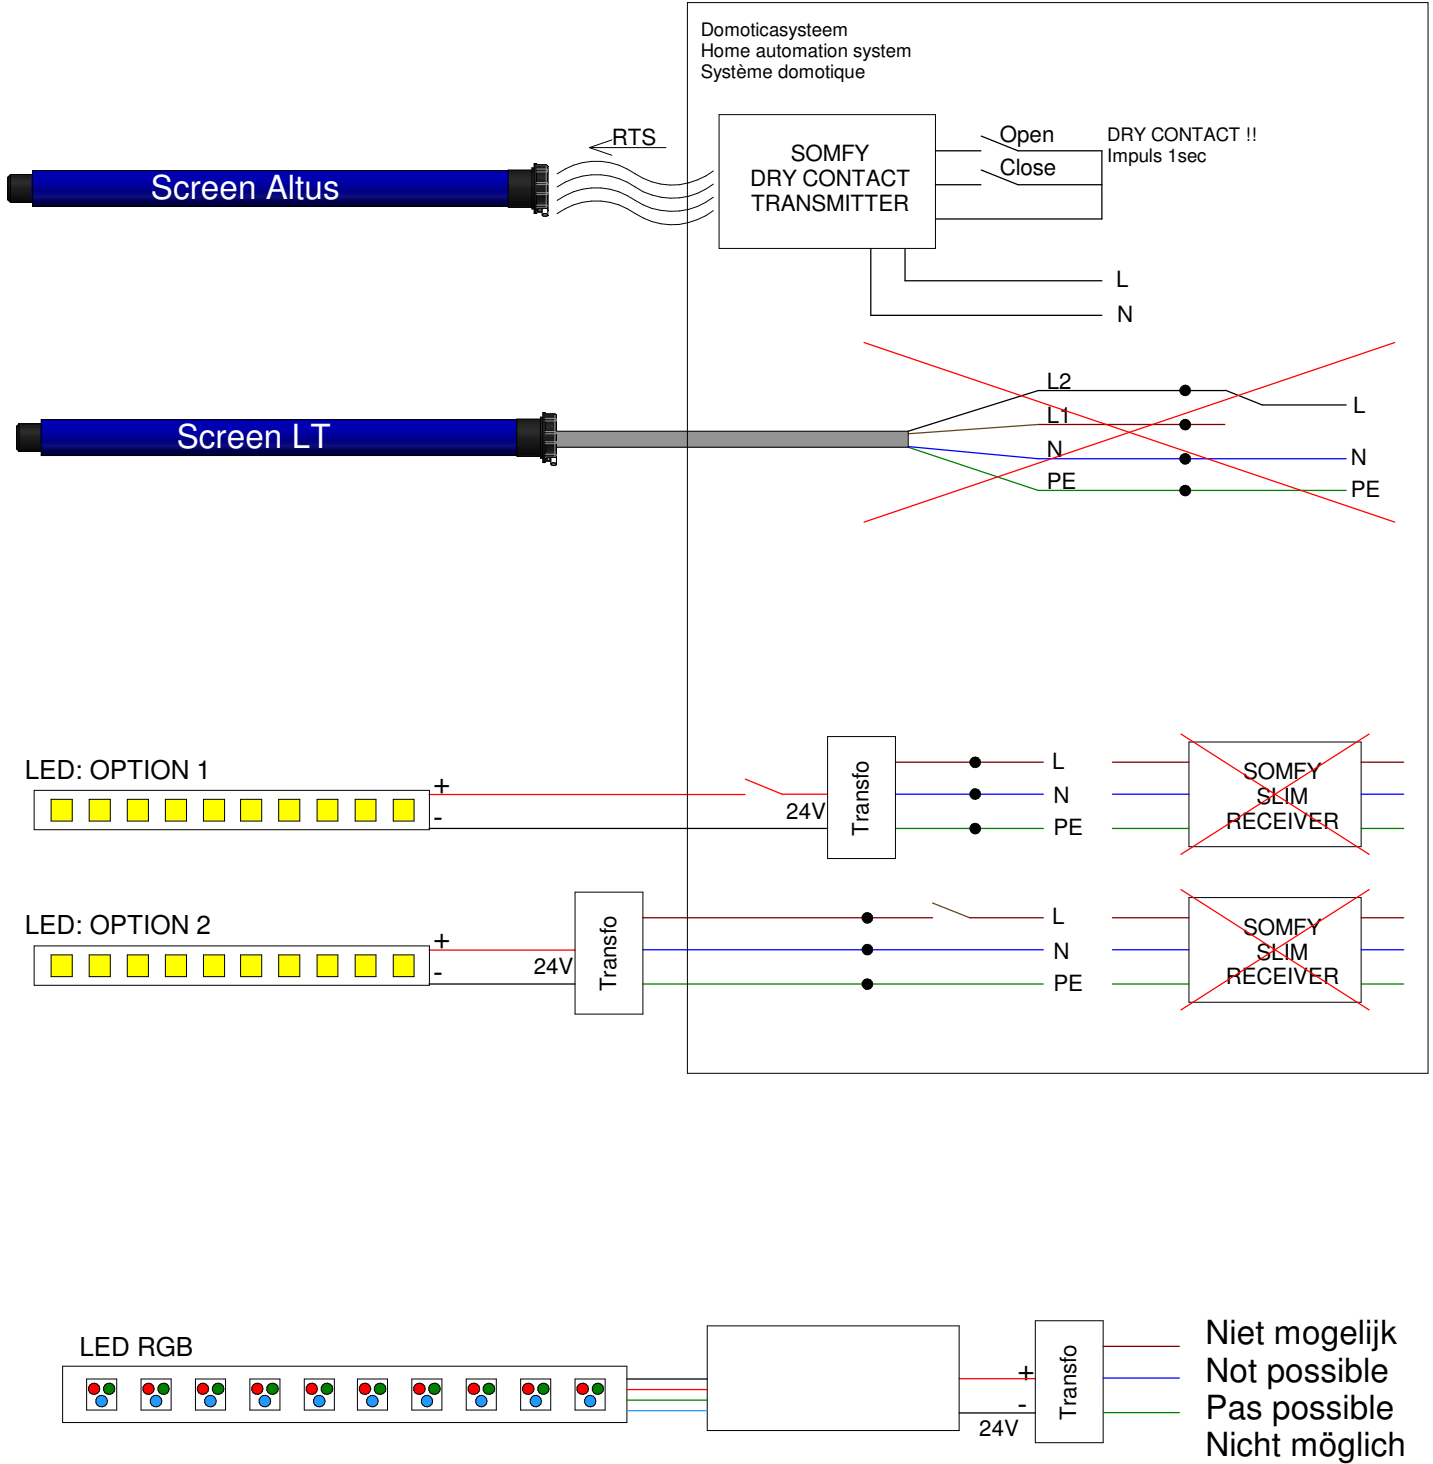 Domoticasysteem
Home automation system
Système domotique
RTS
Screen Altus
SOMFY
DRY CONTACT
TRANSMITTER
Open
Close
DRY CONTACT !!
Impuls 1sec
L
N
Screen LT
L2
L1
N
PE
L
N
PE
LED: OPTION 1
+
-
24V
Transfo
L
N
PE
SOMFY
SLIM
RECEIVER
LED: OPTION 2
+
-
24V
Transfo
L
N
PE
SOMFY
SLIM
RECEIVER
LED RGB
+
-
24V
Transfo
Niet mogelijk
Not possible
Pas possible
Nicht möglich